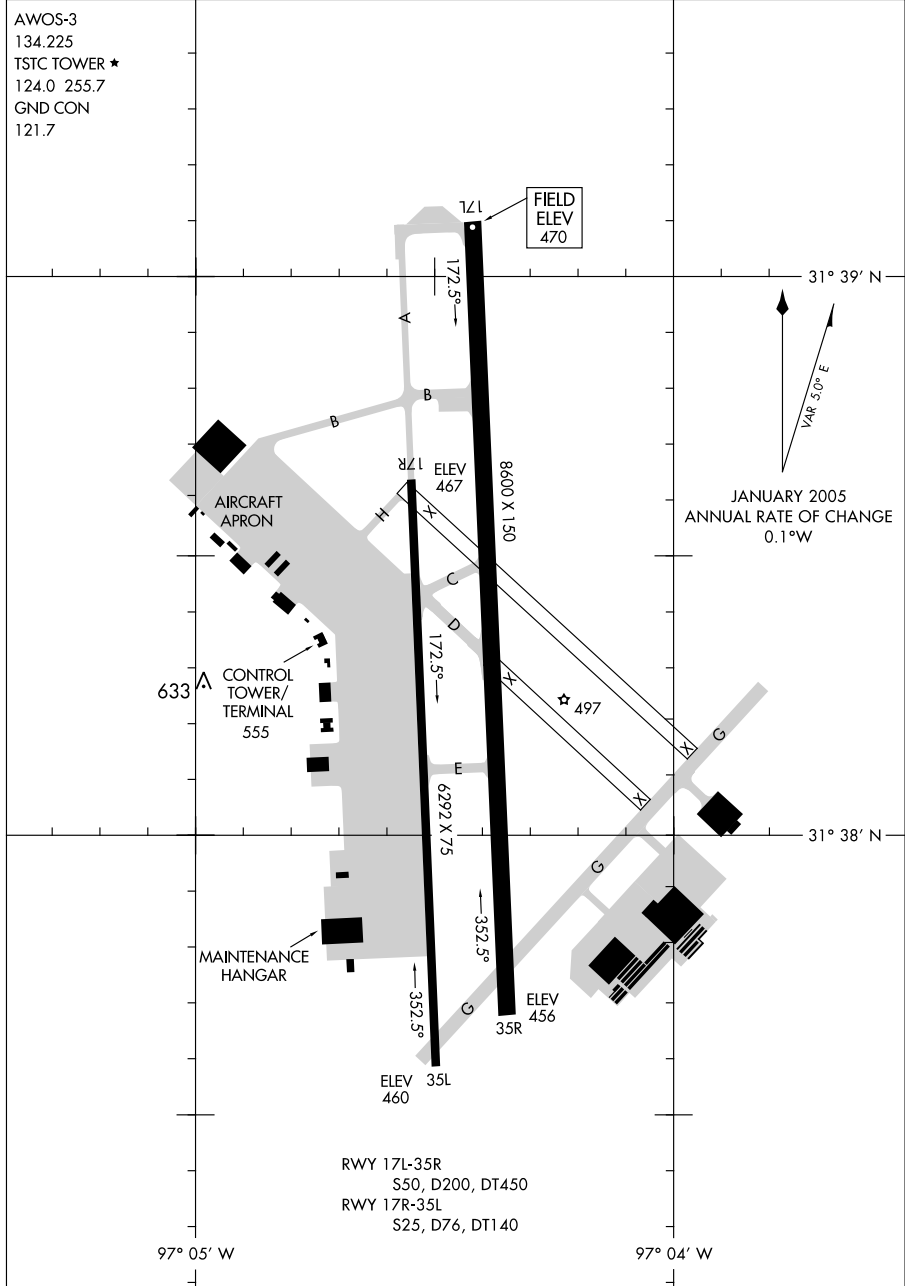 AWOS-3
134.225
TSTC TOWER ★
124.0 255.7
GND CON
121.7
17L
FIELD
ELEV
470
31° 39' N
172.5°
A
VAR 5.0° E
B
B
17R
ELEV
467
8600 X 150
X
H
AIRCRAFT
APRON
JANUARY 2005
ANNUAL RATE OF CHANGE
0.1°W
C
D
172.5°
CONTROL
TOWER/
TERMINAL
555
633
X
497
G
X
E
X
6292 X 75
31° 38' N
G
MAINTENANCE
HANGAR
352.5°
352.5°
G
ELEV
456
35R
ELEV
460
35L
RWY 17L-35R
S50, D200, DT450
RWY 17R-35L
S25, D76, DT140
97° 05' W
97° 04' W